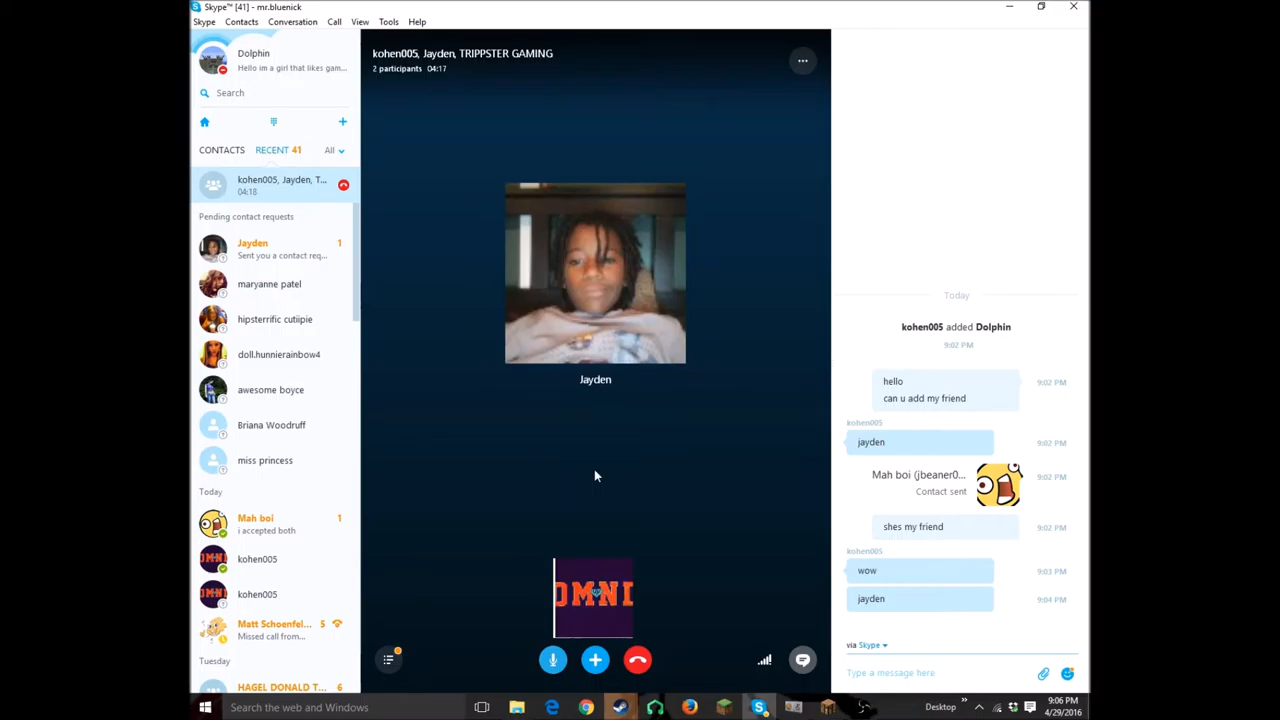 Skype™ [41] - mr.bluenick
Skype Contacts Conversation Call View Tools Help
Dolphin
Hello im a girl that likes gam...
Search
CONTACTS RECENT 41 All
kohen005, Jayden, T...
04:18
Pending contact requests
Jayden 1
Sent you a contact req...
maryanne patel
hipsterrific cutiipie
doll.hunnierainbow4
awesome boyce
Briana Woodruff
miss princess
Today
Mah boi 1
i accepted both
kohen005
kohen005
Matt Schoenfel... 5
Missed call from...
Tuesday
HAGEL DONALD T... 6
kohen005, Jayden, TRIPPSTER GAMING
2 participants 04:17
Jayden
OMNI
Today
kohen005 added Dolphin
9:02 PM
hello 9:02 PM
can u add my friend
kohen005
jayden 9:02 PM
Mah boi (jbeaner0... 9:02 PM
Contact sent
shes my friend 9:02 PM
kohen005
wow 9:03 PM
jayden 9:04 PM
via Skype
Type a message here
Search the web and Windows
Desktop
9:06 PM
4/29/2016